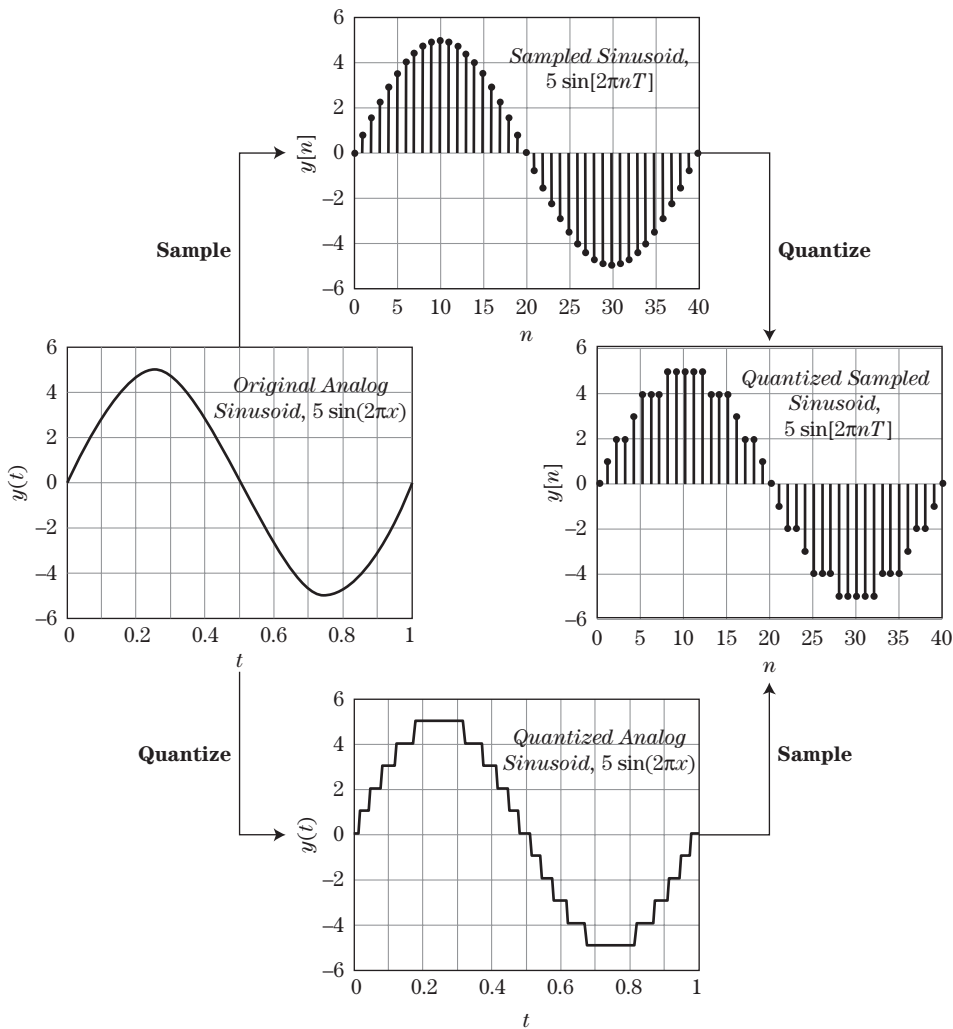 6
4
2
0
–2
–4
–6
y[n]
Sampled Sinusoid,
5 sin[2πnT]
0 5 10 15 20 25 30 35 40
n
Sample
Quantize
6
4
2
0
–2
–4
–6
y(t)
Original Analog
Sinusoid, 5 sin(2πx)
0 0.2 0.4 0.6 0.8 1
t
6
4
2
0
–2
–4
–6
y[n]
Quantized Sampled
Sinusoid,
5 sin[2πnT]
0 5 10 15 20 25 30 35 40
n
Quantize
Sample
6
4
2
0
–2
–4
–6
y(t)
Quantized Analog
Sinusoid, 5 sin(2πx)
0 0.2 0.4 0.6 0.8 1
t